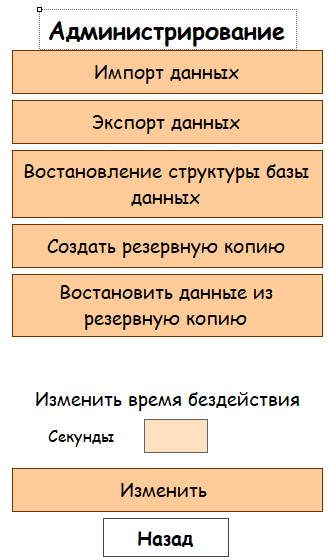 Администрирование
Импорт данных
Экспорт данных
Востановление структуры базы
данных
Создать резервную копию
Востановить данные из
резервную копию
Изменить время бездействия
Секунды
Изменить
Назад